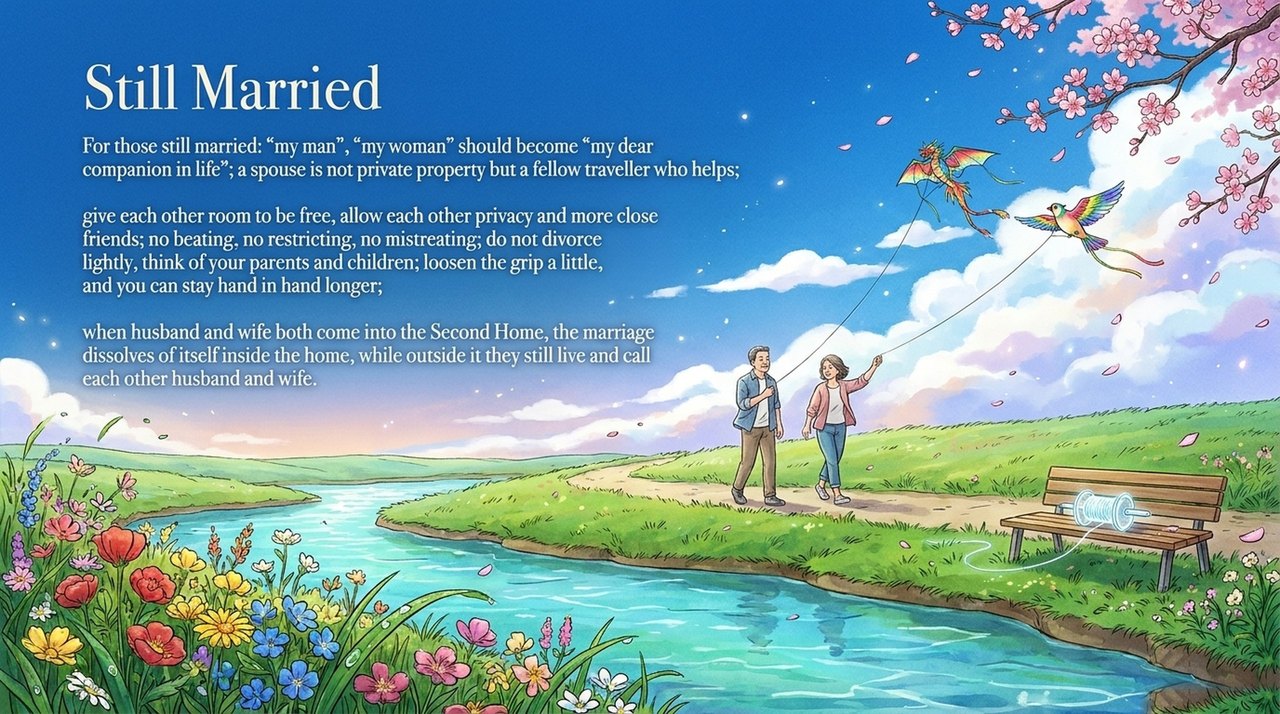 Still Married
For those still married: “my man”, “my woman” should become “my dear
companion in life”; a spouse is not private property but a fellow traveller who helps;
give each other room to be free, allow each other privacy and more close
friends; no beating, no restricting, no mistreating; do not divorce
lightly, think of your parents and children; loosen the grip a little,
and you can stay hand in hand longer;
when husband and wife both come into the Second Home, the marriage
dissolves of itself inside the home, while outside it they still live and call
each other husband and wife.